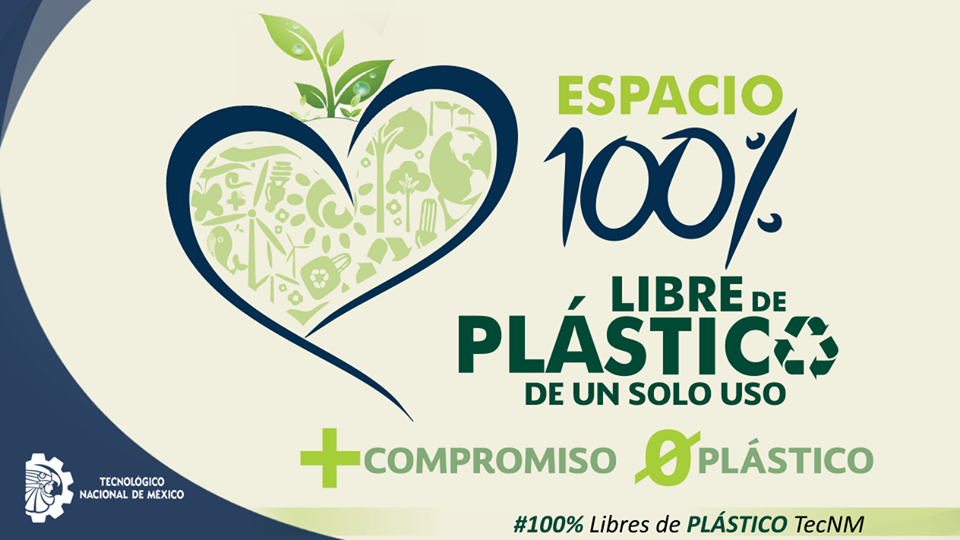 ESPACIO
100%
LIBRE DE
PLÁSTICO
DE UN SOLO USO
+COMPROMISO 0 PLÁSTICO
TECNOLÓGICO
NACIONAL DE MÉXICO
#100% Libres de PLÁSTICO TecNM